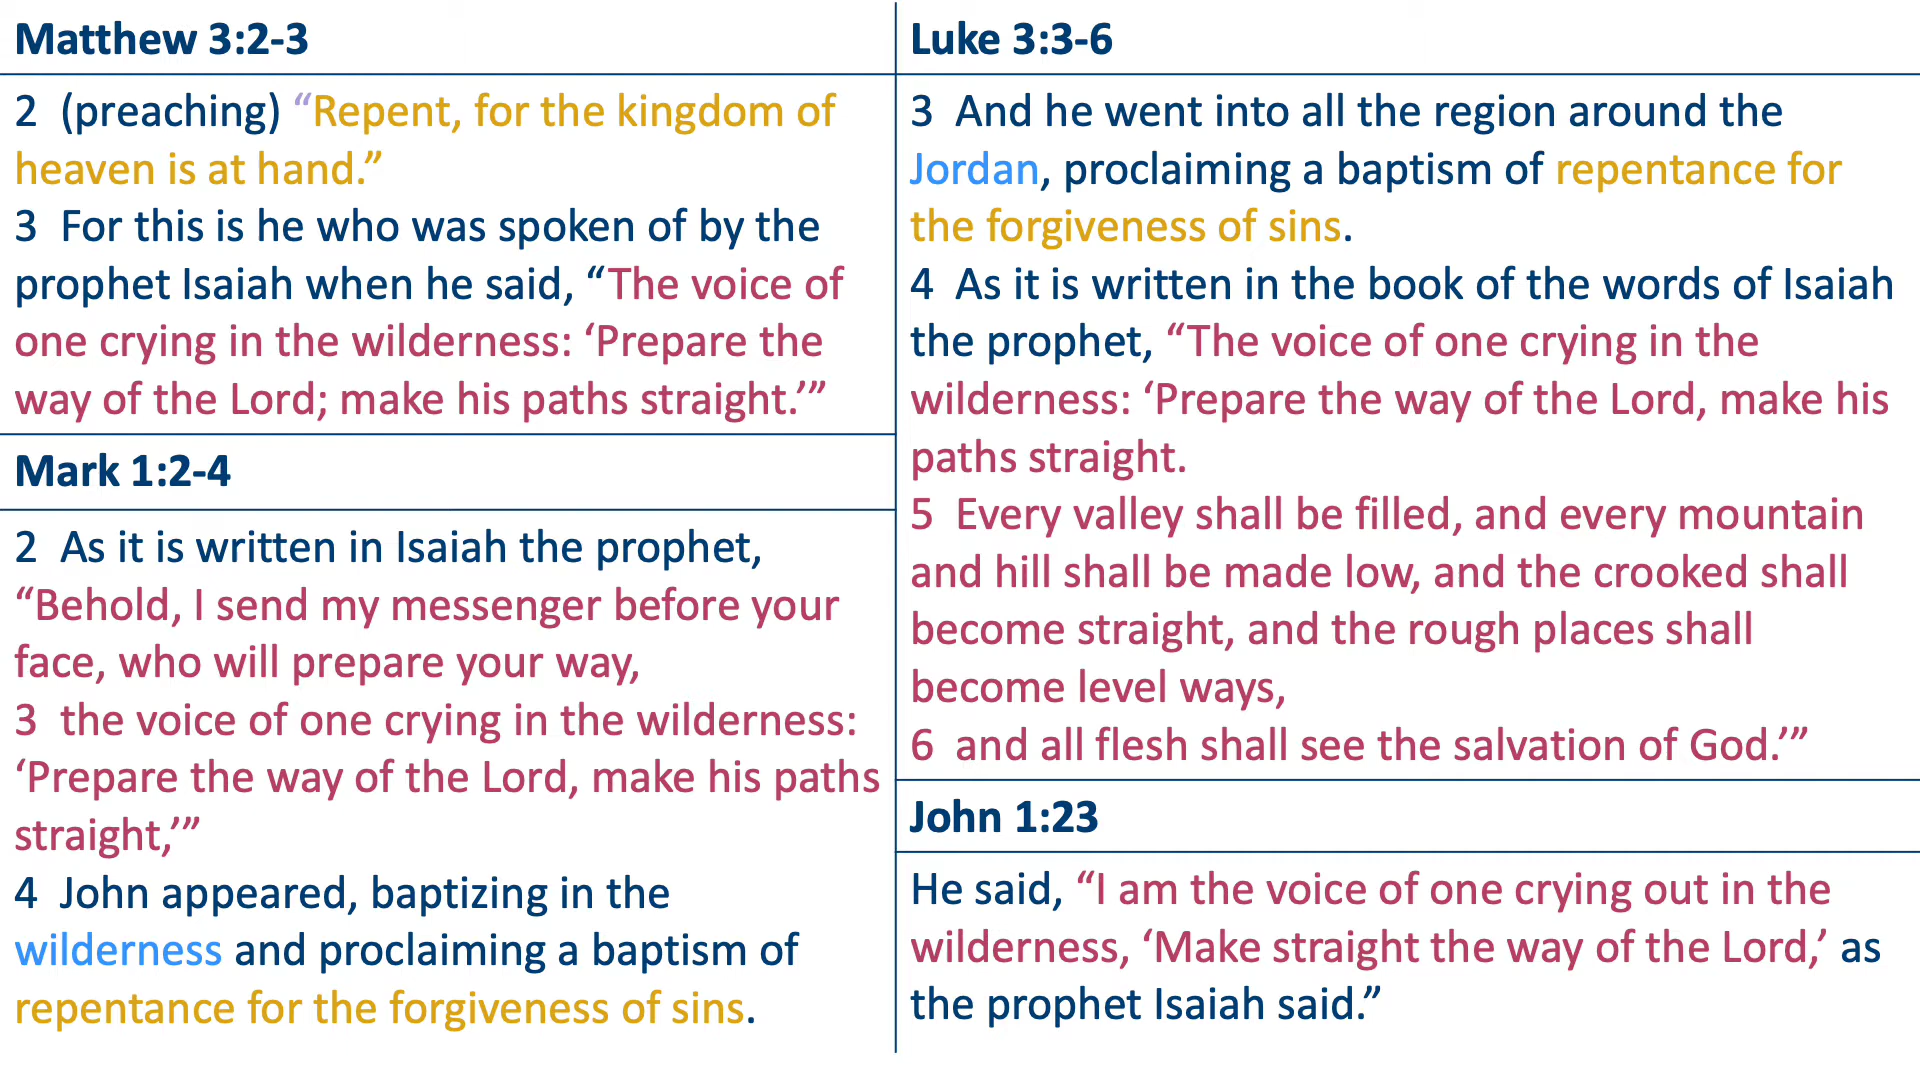 Matthew 3:2-3
2  (preaching) “Repent, for the kingdom of
heaven is at hand.”
3  For this is he who was spoken of by the
prophet Isaiah when he said, “The voice of
one crying in the wilderness: ‘Prepare the
way of the Lord; make his paths straight.’”
Mark 1:2-4
2  As it is written in Isaiah the prophet,
“Behold, I send my messenger before your
face, who will prepare your way,
3  the voice of one crying in the wilderness:
‘Prepare the way of the Lord, make his paths
straight,’”
4  John appeared, baptizing in the
wilderness and proclaiming a baptism of
repentance for the forgiveness of sins.
Luke 3:3-6
3  And he went into all the region around the
Jordan, proclaiming a baptism of repentance for
the forgiveness of sins.
4  As it is written in the book of the words of Isaiah
the prophet, “The voice of one crying in the
wilderness: ‘Prepare the way of the Lord, make his
paths straight.
5  Every valley shall be filled, and every mountain
and hill shall be made low, and the crooked shall
become straight, and the rough places shall
become level ways,
6  and all flesh shall see the salvation of God.’”
John 1:23
He said, “I am the voice of one crying out in the
wilderness, ‘Make straight the way of the Lord,’ as
the prophet Isaiah said.”